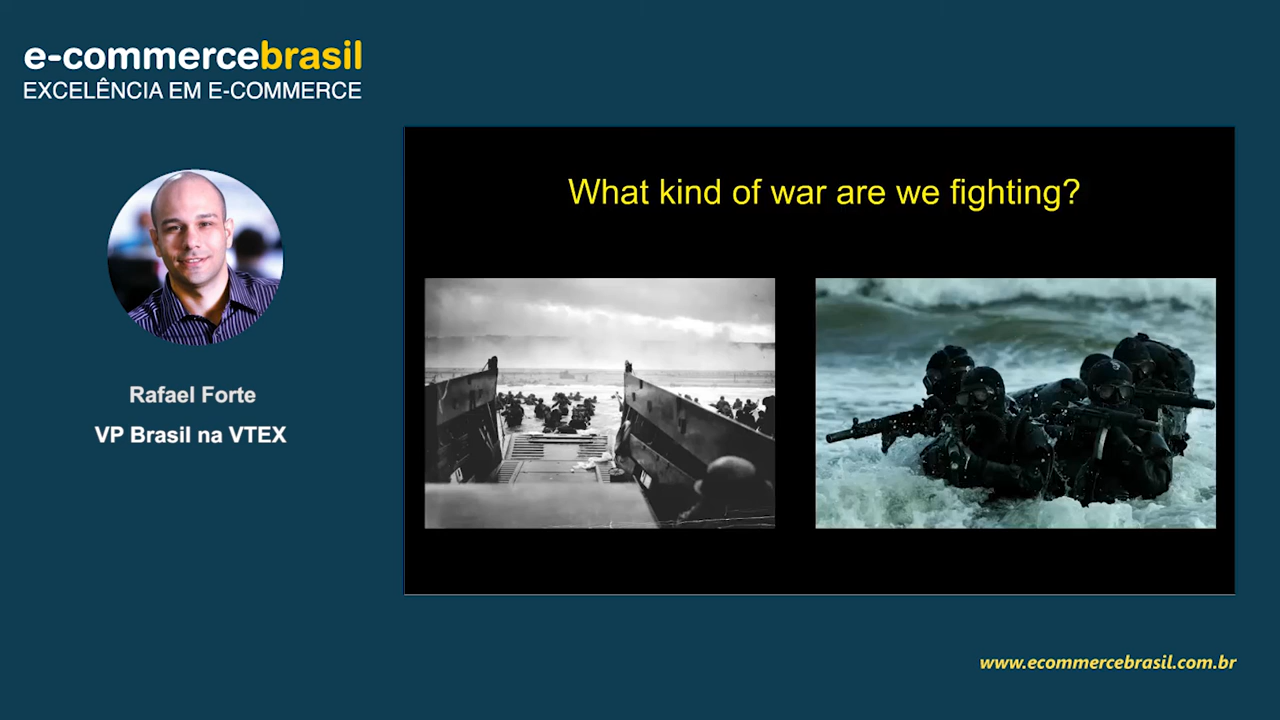 e-commercebrasil
EXCELÊNCIA EM E-COMMERCE
Rafael Forte
VP Brasil na VTEX
What kind of war are we fighting?
www.ecommercebrasil.com.br